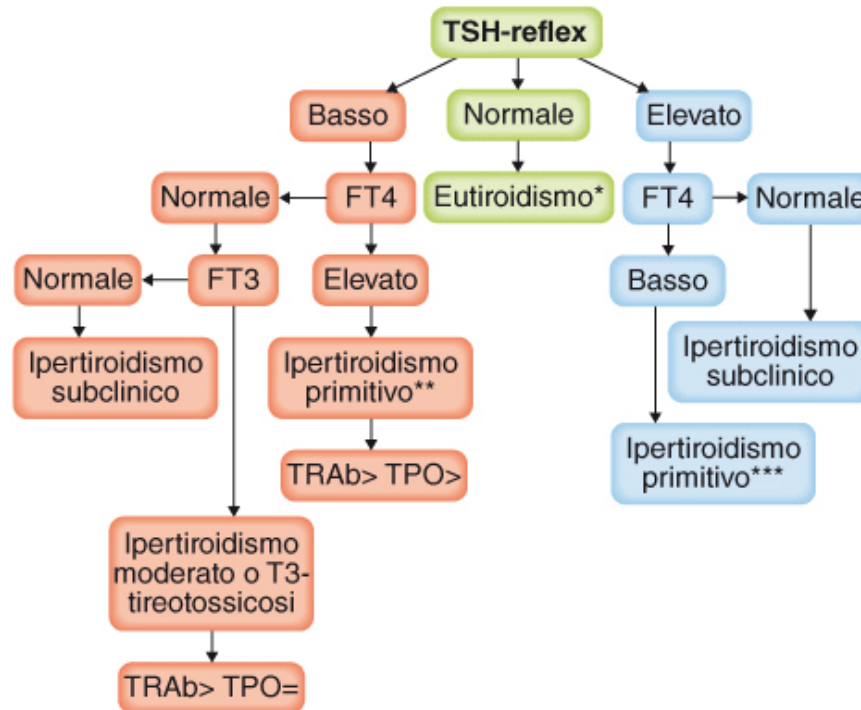 TSH-reflex
Basso
Normale
Elevato
Normale
FT4
Eutiroidismo*
FT4
Normale
Normale
FT3
Elevato
Basso
Ipertiroidismo
subclinico
Ipertiroidismo
primitivo**
Ipertiroidismo
subclinico
TRAb> TPO>
Ipertiroidismo
primitivo***
Ipertiroidismo
moderato o T3-
tireotossicosi
TRAb> TPO=